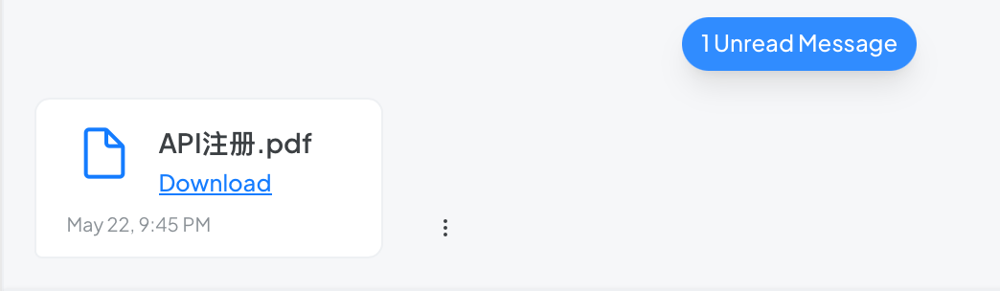 1 Unread Message
API注册.pdf
Download
May 22, 9:45 PM